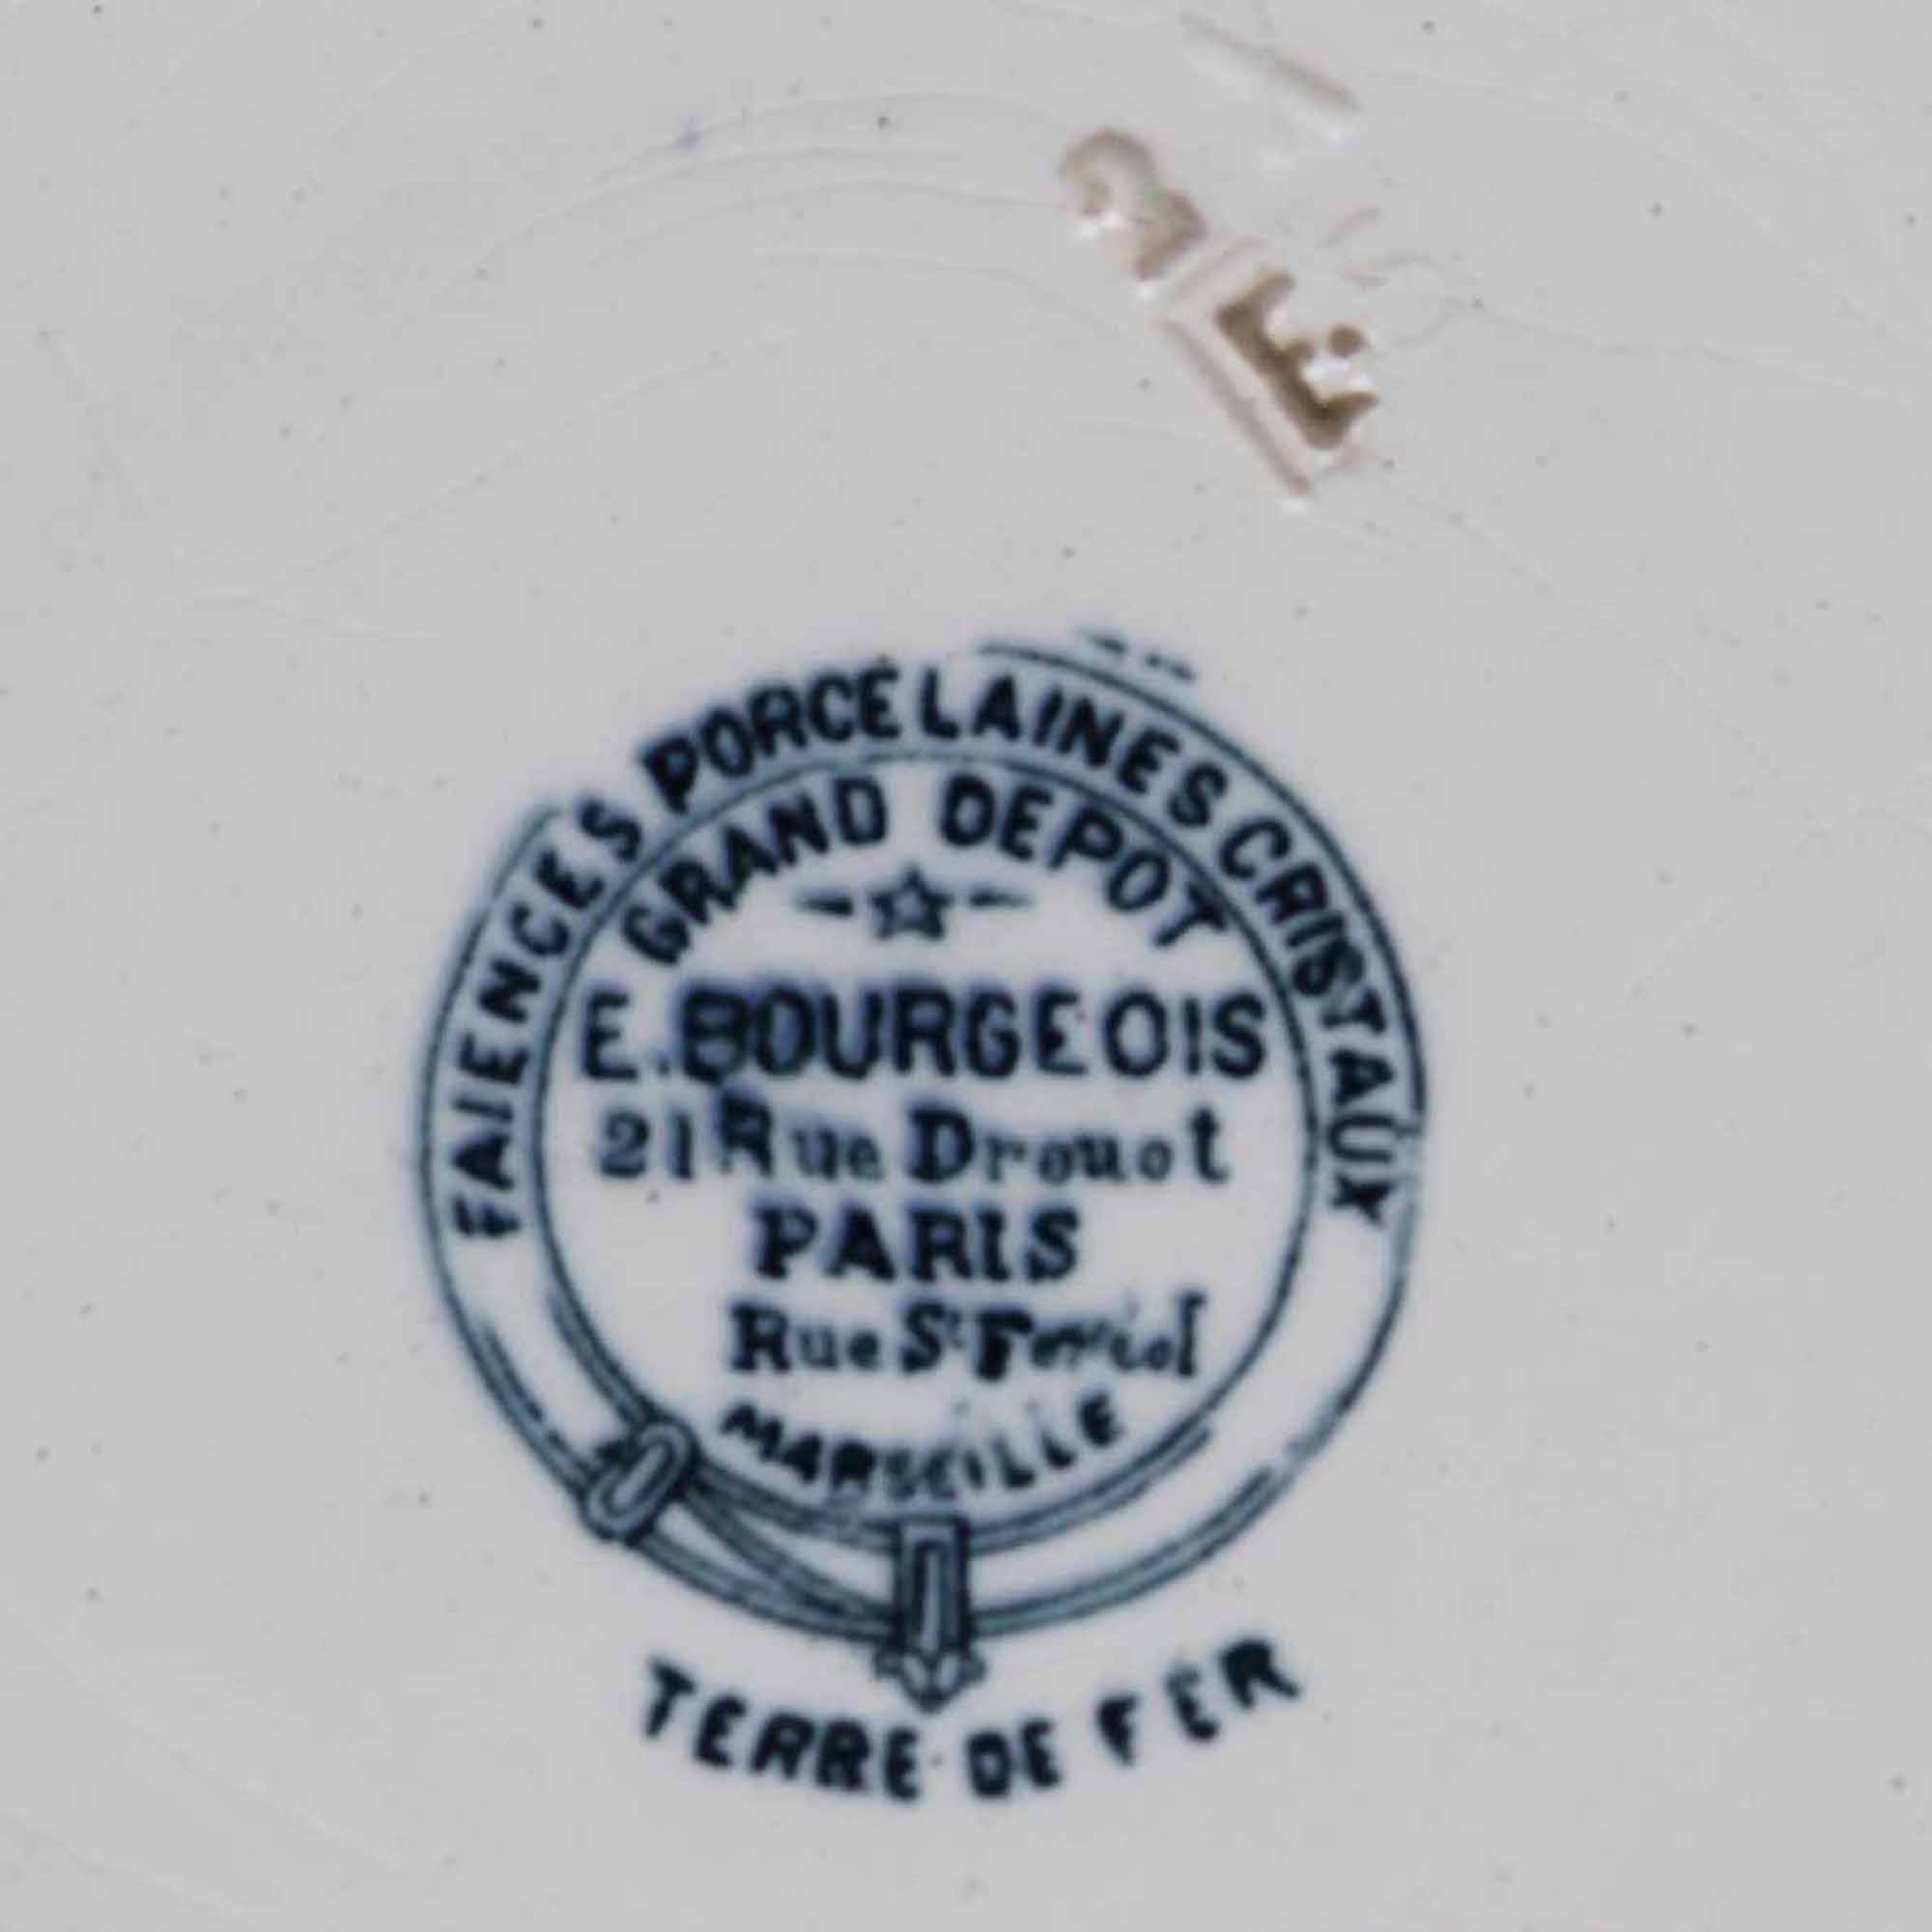 E
FAIENCES PORCELAINES CRISTAUX
GRAND DEPOT
E. BOURGEOIS
21 Rue Drouot
PARIS
Rue St Ferréol
MARSEILLE
TERRE DE FER